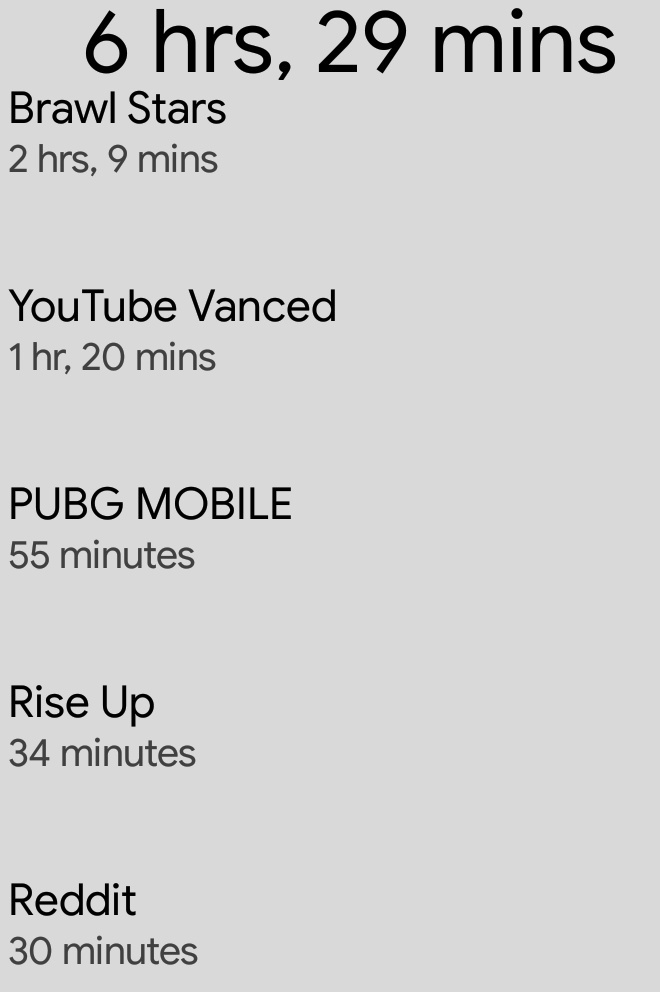 6 hrs, 29 mins
Brawl Stars
2 hrs, 9 mins
YouTube Vanced
1 hr, 20 mins
PUBG MOBILE
55 minutes
Rise Up
34 minutes
Reddit
30 minutes